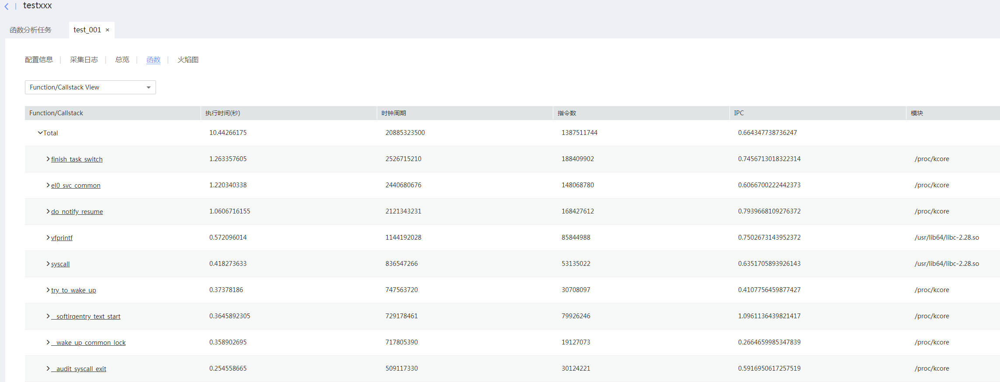 testxxx
函数分析任务 test_001 ×
配置信息 采集日志 总览 函数 火焰图
Function/Callstack View
Function/Callstack 执行时间(秒) 时钟周期 指令数 IPC 模块
Total 10.44266175 20885323500 1387511744 0.664347738736247
finish_task_switch 1.263357605 2526715210 188409902 0.7456713018322314 /proc/kcore
el0_svc_common 1.220340338 2440680676 148068780 0.6066700222442373 /proc/kcore
do_notify_resume 1.0606716155 2121343231 168427612 0.7939668109276372 /proc/kcore
vfprintf 0.572096014 1144192028 85844988 0.7502673143952372 /usr/lib64/libc-2.28.so
syscall 0.418273633 836547266 53135022 0.6351705893926143 /usr/lib64/libc-2.28.so
try_to_wake_up 0.37378186 747563720 30708097 0.4107756459877427 /proc/kcore
__softirqentry_text_start 0.3645892305 729178461 79926246 1.0961136439821417 /proc/kcore
__wake_up_common_lock 0.358902695 717805390 19127073 0.2664659985347839 /proc/kcore
__audit_syscall_exit 0.254558665 509117330 30124221 0.5916950617257519 /proc/kcore